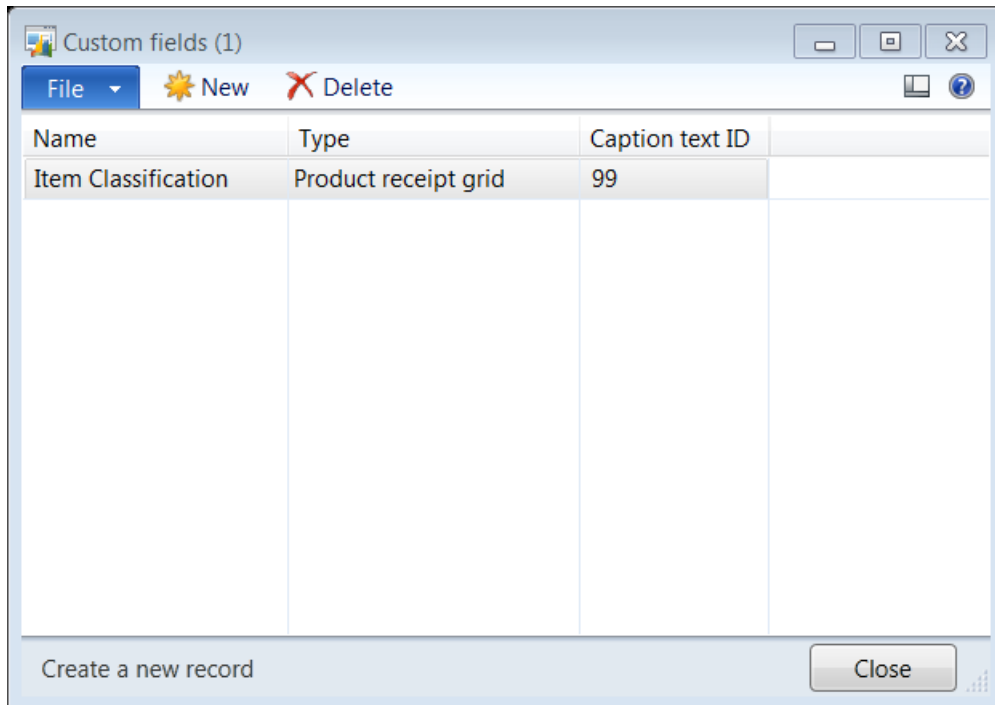 Custom fields (1)
File New Delete
Name Type Caption text ID
Item Classification Product receipt grid 99
Create a new record Close